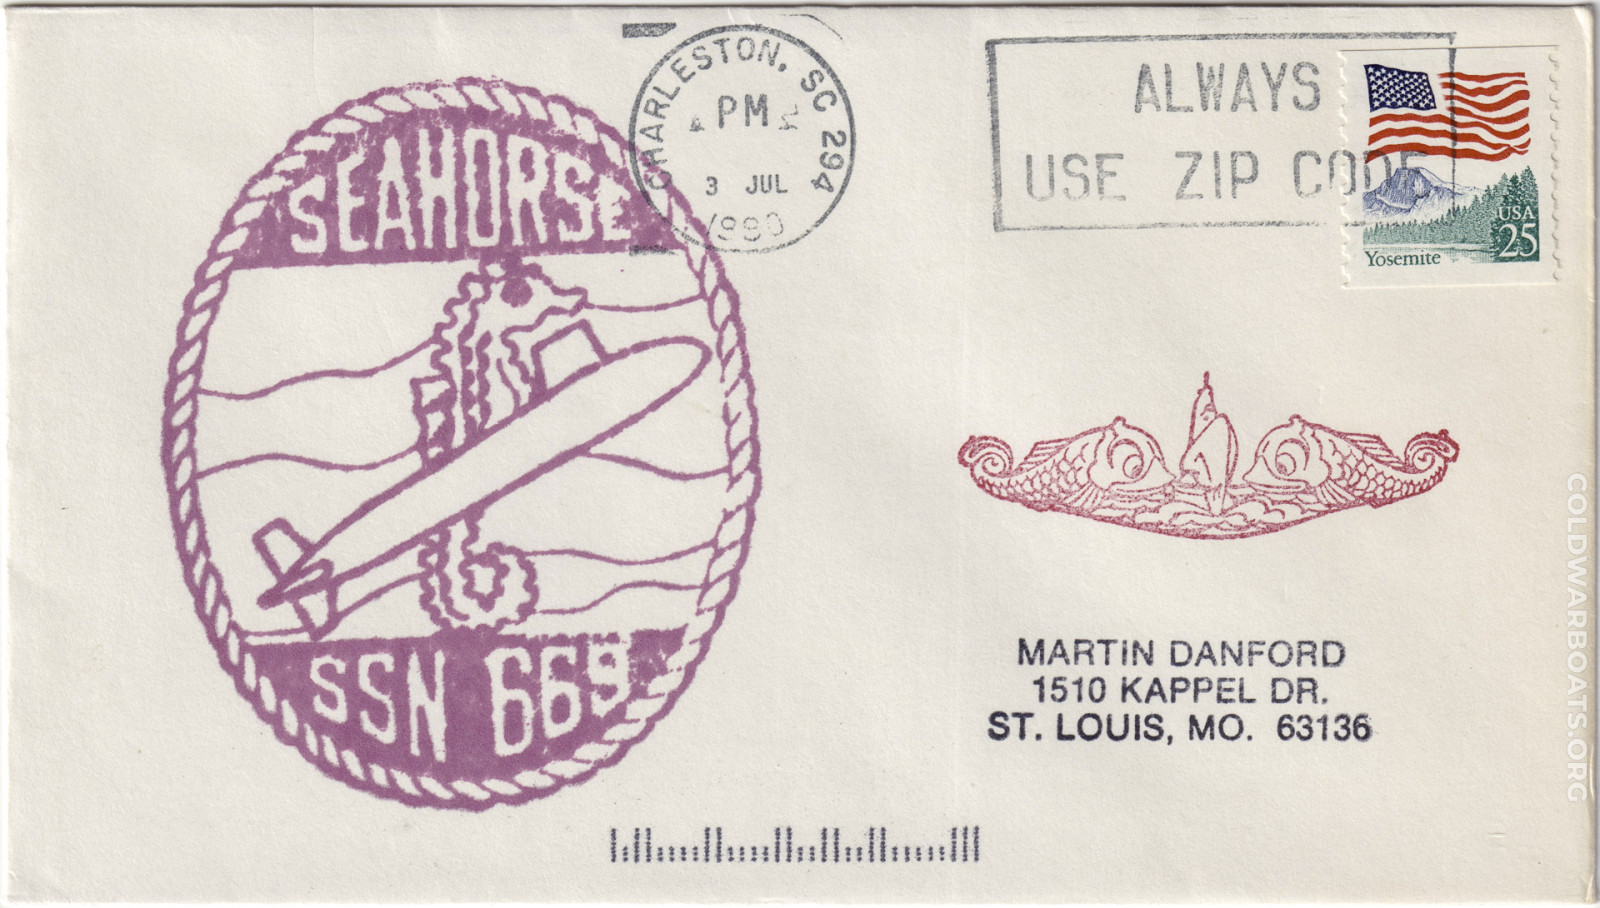 SEAHORSE
SSN 669
CHARLESTON, SC 294
PM
3 JUL
1990
ALWAYS
USE ZIP CODE
USA
25
Yosemite
MARTIN DANFORD
1510 KAPPEL DR.
ST. LOUIS, MO. 63136
COLDWARBOATS.ORG